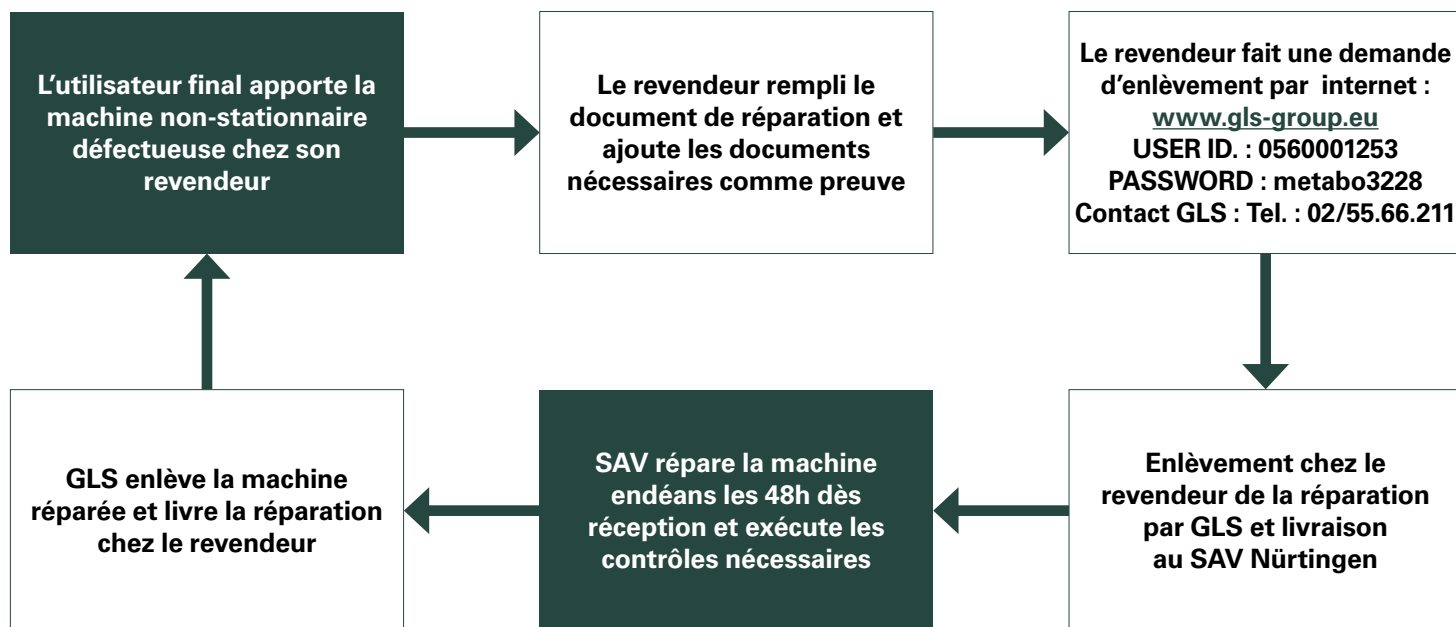 L'utilisateur final apporte la
machine non-stationnaire
défectueuse chez son
revendeur
Le revendeur rempli le
document de réparation et
ajoute les documents
nécessaires comme preuve
Le revendeur fait une demande
d'enlèvement par internet :
www.gls-group.eu
USER ID. : 0560001253
PASSWORD : metabo3228
Contact GLS : Tel. : 02/55.66.211
Enlèvement chez le
revendeur de la réparation
par GLS et livraison
au SAV Nürtingen
SAV répare la machine
endéans les 48h dès
réception et exécute les
contrôles nécessaires
GLS enlève la machine
réparée et livre la réparation
chez le revendeur